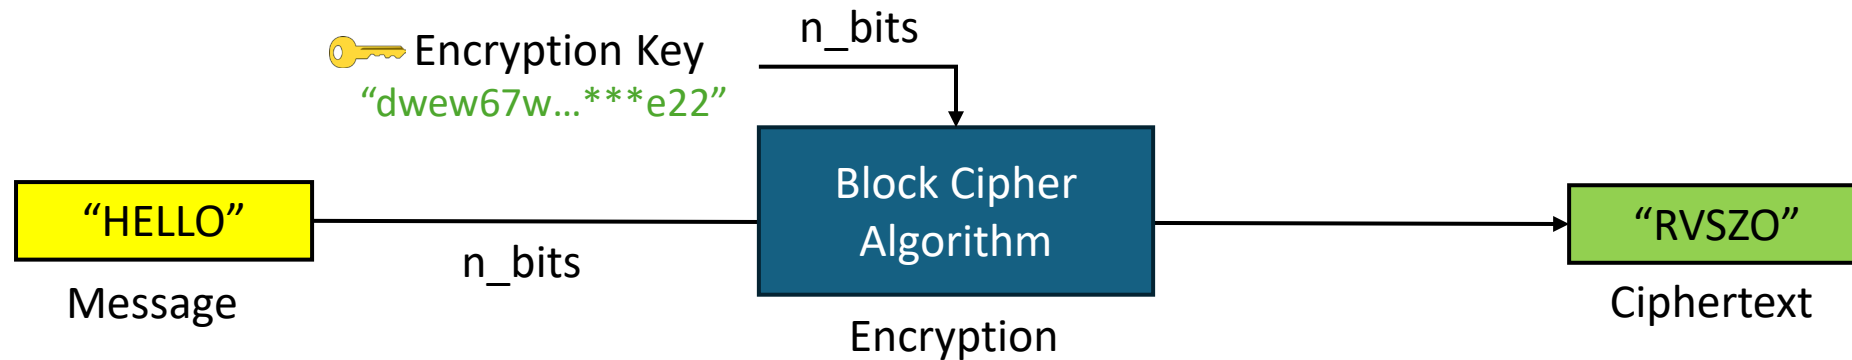 n_bits
Encryption Key
“dwew67w...***e22”
Block Cipher
Algorithm
“HELLO”
“RVSZO”
n_bits
Message
Ciphertext
Encryption